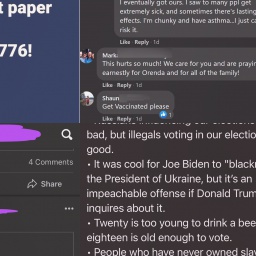 I eventually got ours. I saw to many ppl get
extremely sick, and sometimes there's lasting
effects. I'm chunky and have asthma...I just ca
risk it.
t paper
Like Reply 1d
776!
Mark
This hurts so much! We care for you and are prayin
earnestly for Orenda and for all of the family!
Like Reply 1d
Shaun
Get Vaccinated please
Like Reply 1d
1
bad, but illegals voting in our electio
good.
4 Comments
• It was cool for Joe Biden to "black
Share
the President of Ukraine, but it's an
impeachable offense if Donald Trum
inquires about it.
• Twenty is too young to drink a bee
eighteen is old enough to vote.
• People who have never owned slav